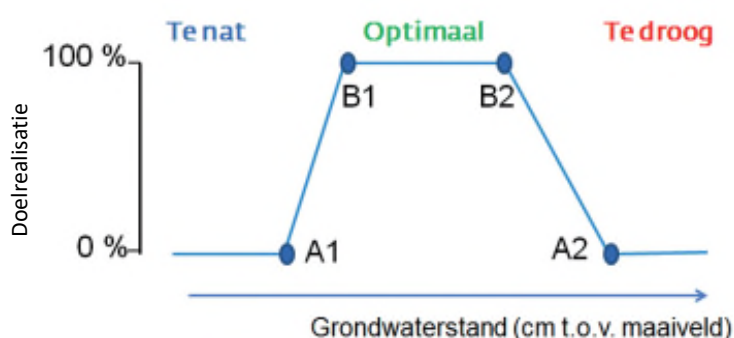 Te nat
Optimaal
Te droog
100 %
B1
B2
Doelrealisatie
0 %
A1
A2
Grondwaterstand (cm t.o.v. maaiveld)